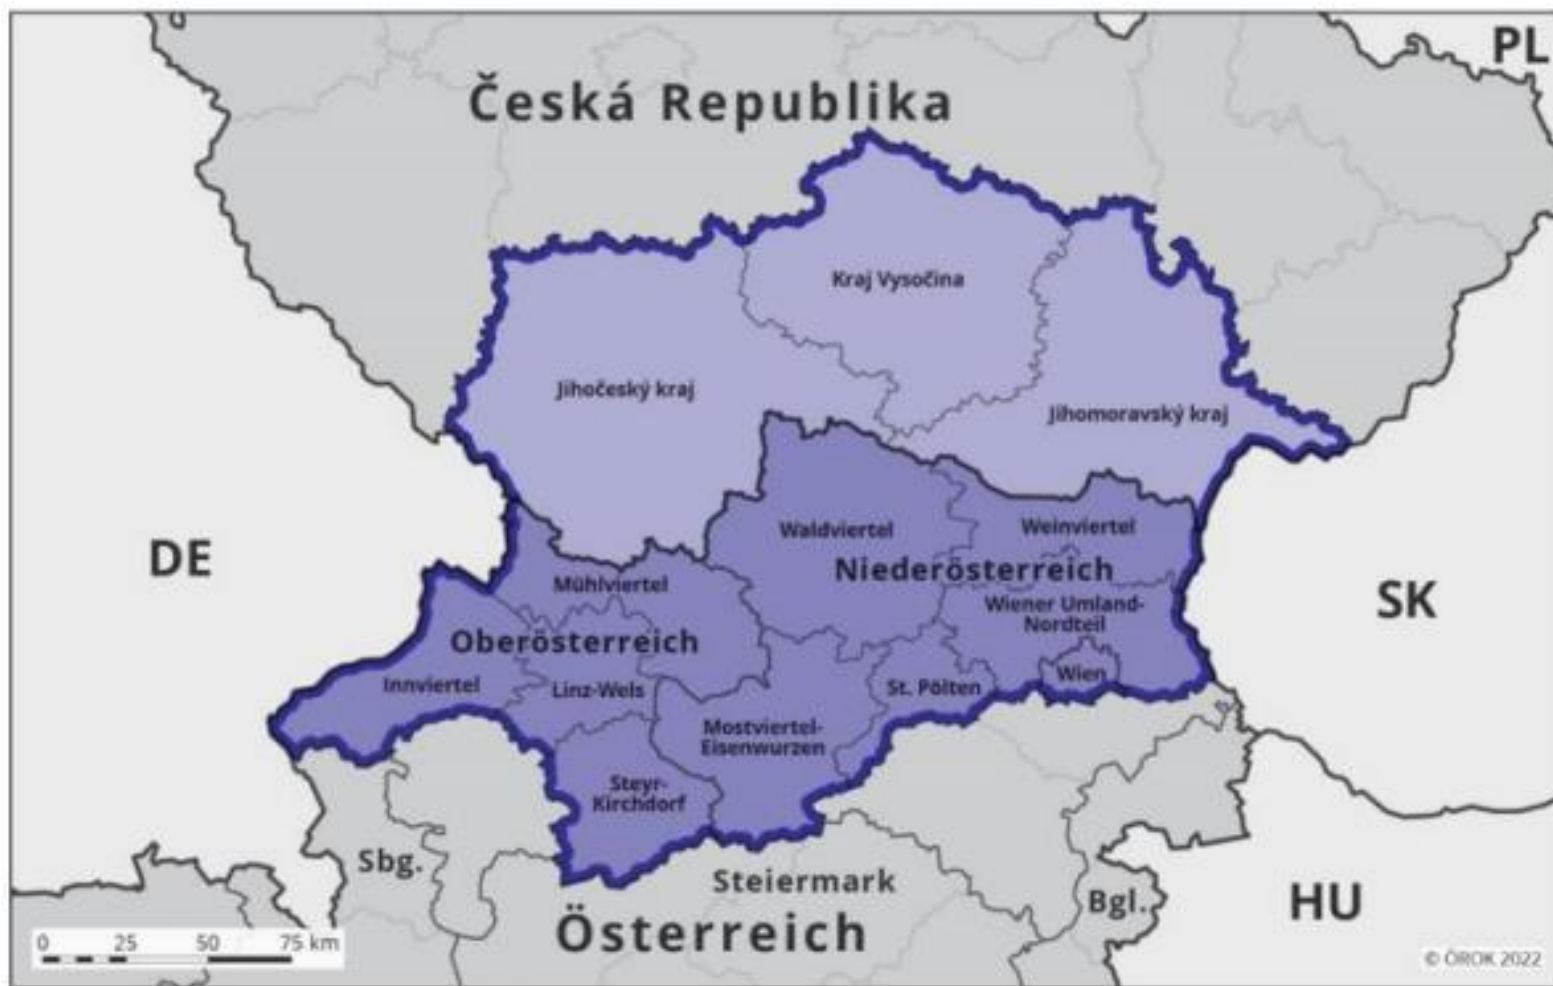 PL
Česká Republika
Kraj Vysočina
Jihočeský kraj
Jihomoravský kraj
Waldviertel
Weinviertel
DE
Niederösterreich
Mühlviertel
SK
Wiener Umland-
Nordteil
Oberösterreich
Wien
Innviertel
Linz-Wels
St. Pölten
Mostviertel-
Eisenwurzen
Steyr-
Kirchdorf
Sbg.
Steiermark
Bgl.
HU
Österreich
0 25 50 75 km
© ÖROK 2022